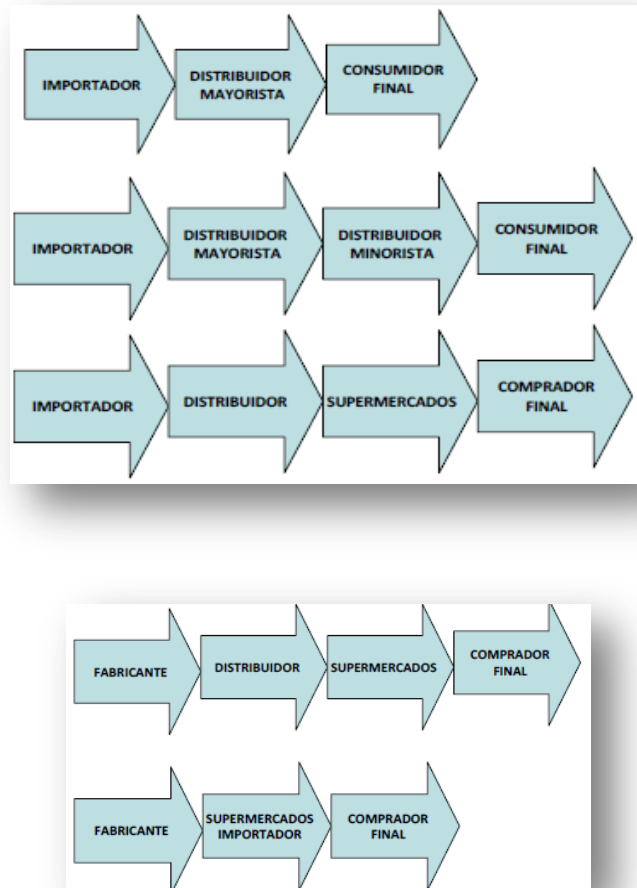 IMPORTADOR
DISTRIBUIDOR
MAYORISTA
CONSUMIDOR
FINAL
IMPORTADOR
DISTRIBUIDOR
MAYORISTA
DISTRIBUIDOR
MINORISTA
CONSUMIDOR
FINAL
IMPORTADOR
DISTRIBUIDOR
SUPERMERCADOS
COMPRADOR
FINAL
FABRICANTE
DISTRIBUIDOR
SUPERMERCADOS
COMPRADOR
FINAL
FABRICANTE
SUPERMERCADOS
IMPORTADOR
COMPRADOR
FINAL